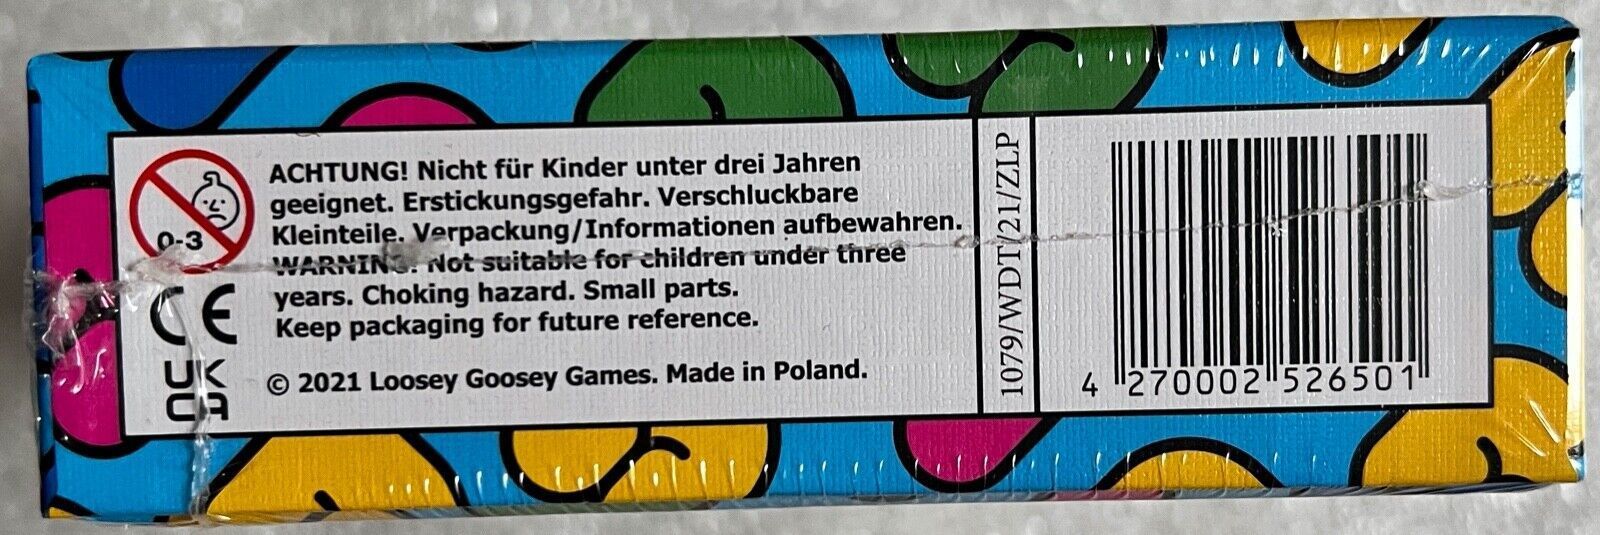 ACHTUNG! Nicht für Kinder unter drei Jahren
geeignet. Erstickungsgefahr. Verschluckbare
Kleinteile. Verpackung/Informationen aufbewahren.
WARNING. Not suitable for children under three
years. Choking hazard. Small parts.
Keep packaging for future reference.
© 2021 Loosey Goosey Games. Made in Poland.
0-3
CE
UK
CA
1079/WDT/21/ZLP
4 270002 526501